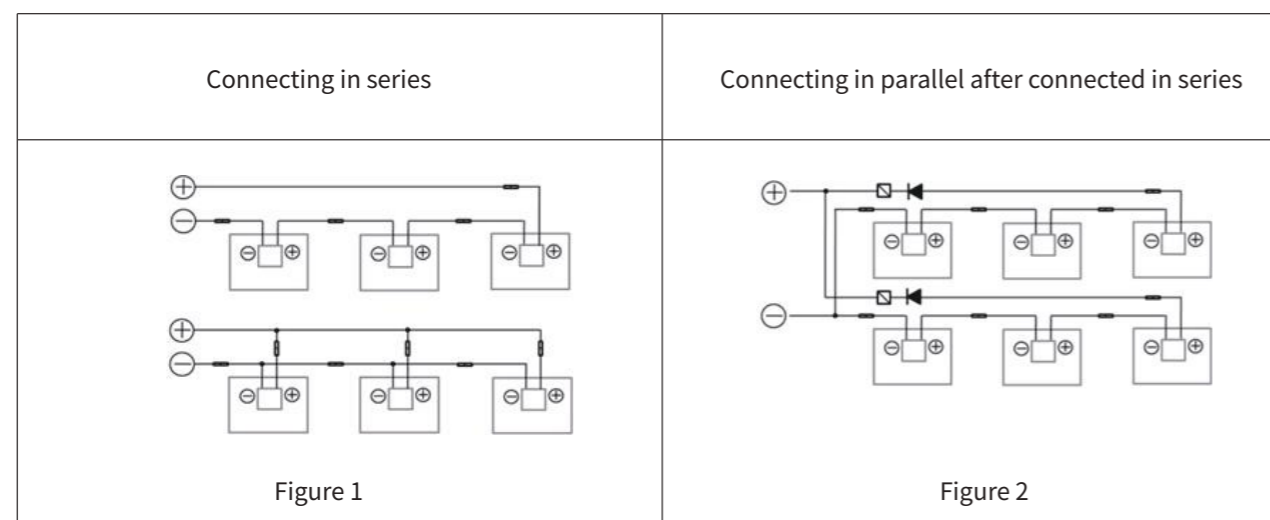 Connecting in series
Connecting in parallel after connected in series
Figure 1
Figure 2